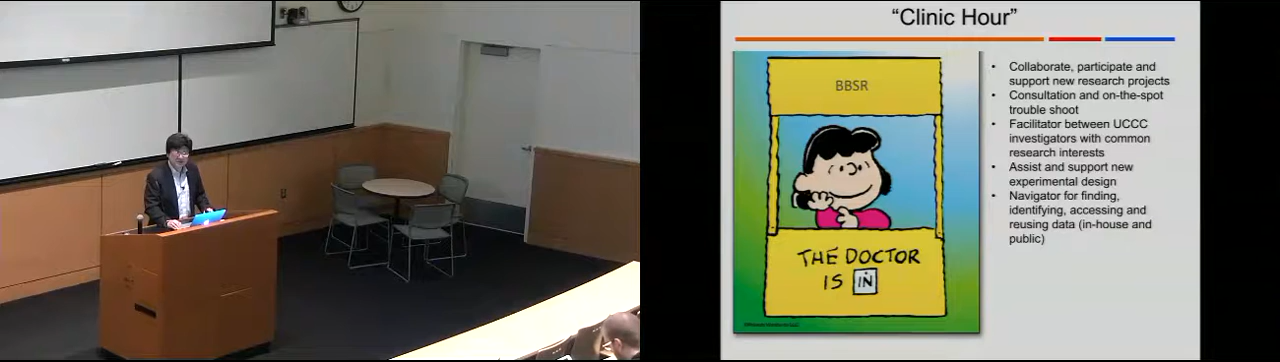 “Clinic Hour”
BBSR
THE DOCTOR
IS IN
• Collaborate, participate and
support new research projects
• Consultation and on-the-spot
trouble shoot
• Facilitator between UCCC
investigators with common
research interests
• Assist and support new
experimental design
• Navigator for finding,
identifying, accessing and
reusing data (in-house and
public)